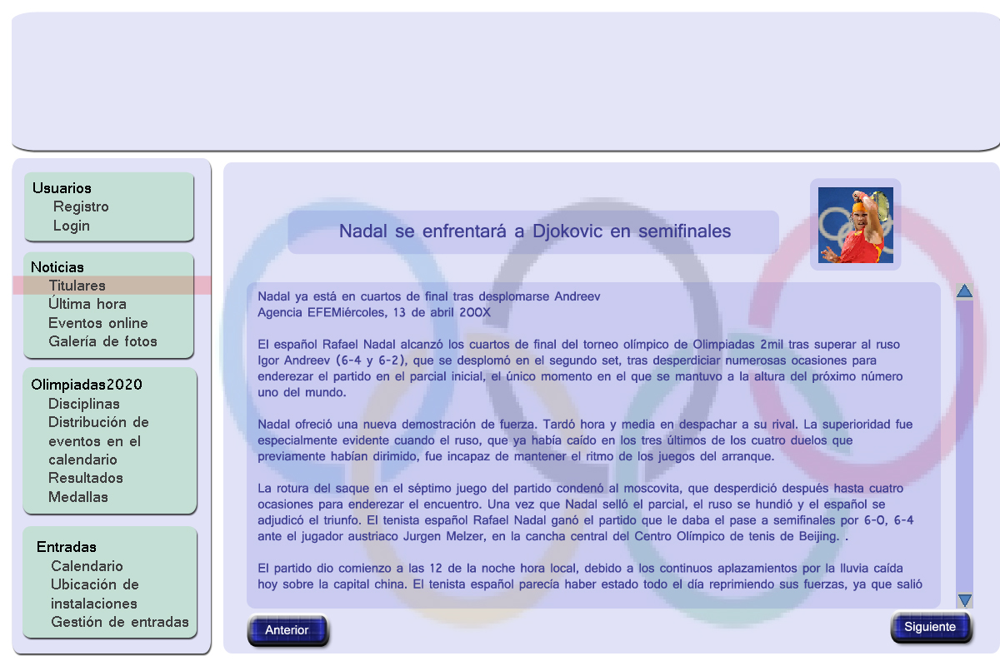 Usuarios
Registro
Login
Noticias
Titulares
Última hora
Eventos online
Galería de fotos
Olimpiadas2020
Disciplinas
Distribución de
eventos en el
calendario
Resultados
Medallas
Entradas
Calendario
Ubicación de
instalaciones
Gestión de entradas
Nadal se enfrentará a Djokovic en semifinales
Nadal ya está en cuartos de final tras desplomarse Andreev
Agencia EFEMiércoles, 13 de abril 200X
El español Rafael Nadal alcanzó los cuartos de final del torneo olímpico de Olimpiadas 2mil tras superar al ruso
Igor Andreev (6-4 y 6-2), que se desplomó en el segundo set, tras desperdiciar numerosas ocasiones para
enderezar el partido en el parcial inicial, el único momento en el que se mantuvo a la altura del próximo número
uno del mundo.
Nadal ofreció una nueva demostración de fuerza. Tardó hora y media en despachar a su rival. La superioridad fue
especialmente evidente cuando el ruso, que ya había caído en los tres últimos de los cuatro duelos que
previamente habían dirimido, fue incapaz de mantener el ritmo de los juegos del arranque.
La rotura del saque en el séptimo juego del partido condenó al moscovita, que desperdició después hasta cuatro
ocasiones para enderezar el encuentro. Una vez que Nadal selló el parcial, el ruso se hundió y el español se
adjudicó el triunfo. El tenista español Rafael Nadal ganó el partido que le daba el pase a semifinales por 6-0, 6-4
ante el jugador austriaco Jurgen Melzer, en la cancha central del Centro Olímpico de tenis de Beijing. .
El partido dio comienzo a las 12 de la noche hora local, debido a los continuos aplazamientos por la lluvia caída
hoy sobre la capital china. El tenista español parecía haber estado todo el día reprimiendo sus fuerzas, ya que salió
Anterior
Siguiente